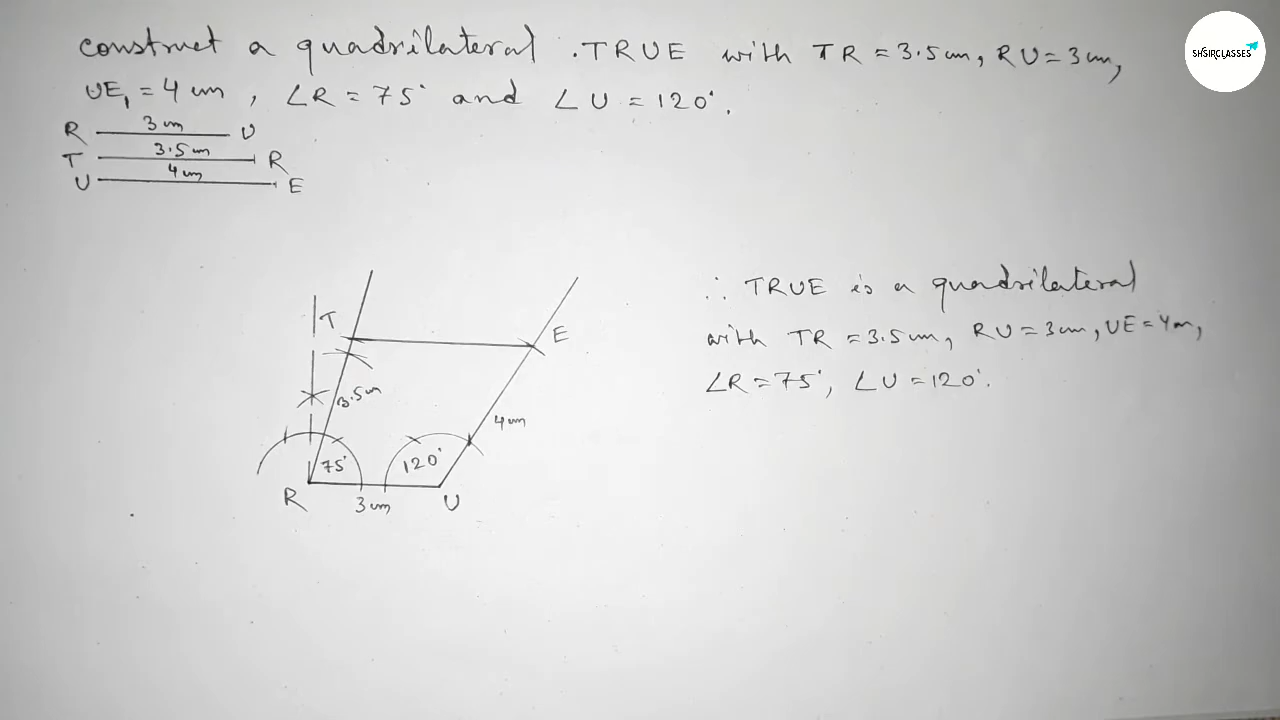 construct a quadrilateral . TRUE with TR = 3.5 cm, RU = 3 cm,
UE, = 4 cm , ∠R = 75° and ∠U = 120°.
SHSIRCLASSES
R 3 cm U
T 3.5 cm R
U 4 cm E
∴ TRUE is a quadrilateral
with TR = 3.5 cm, RU = 3 cm, UE = 4 cm,
∠R = 75°, ∠U = 120°.
T E
3.5 cm
4 cm
75° 120°
R 3 cm U